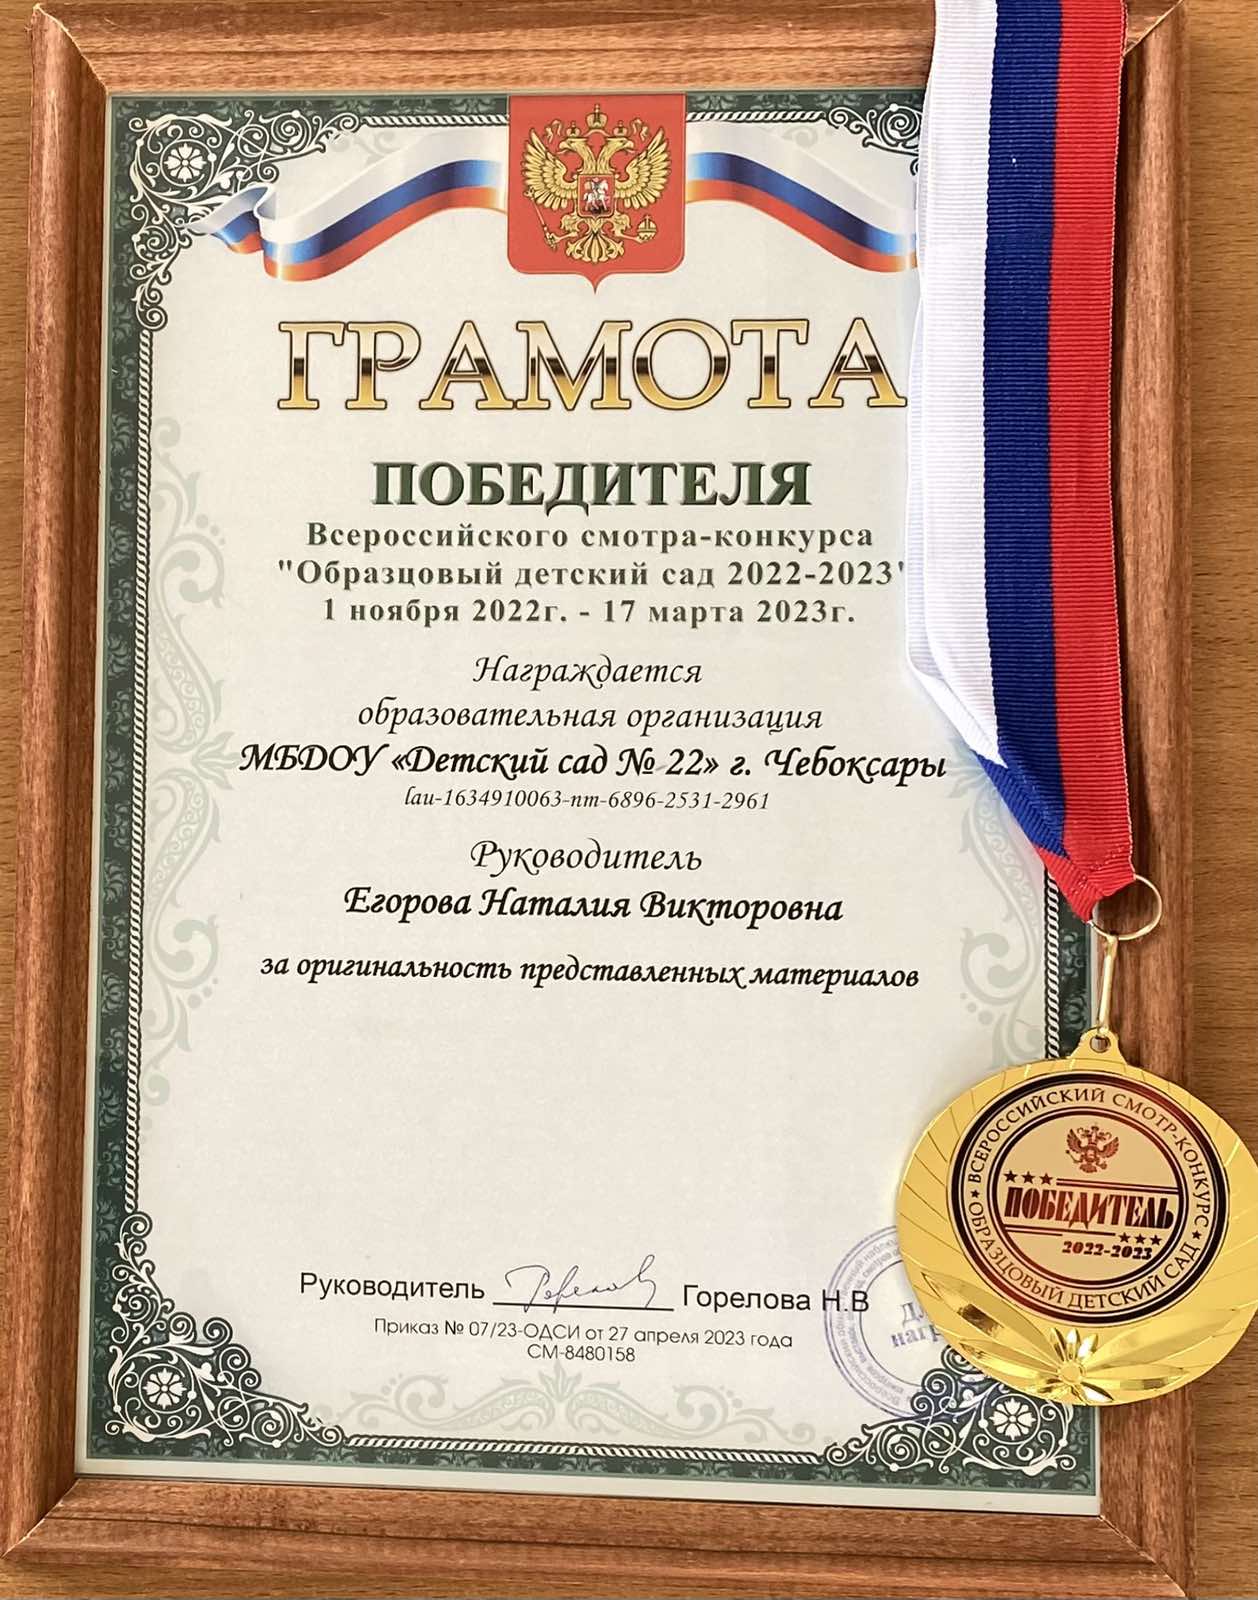 ГРАМОТА
ПОБЕДИТЕЛЯ
Всероссийского смотра-конкурса
"Образцовый детский сад 2022-2023"
1 ноября 2022г. - 17 марта 2023г.
Награждается
образовательная организация
МБДОУ «Детский сад № 22» г. Чебоксары
lau-1634910063-nm-6896-2531-2961
Руководитель
Егорова Наталия Викторовна
за оригинальность представленных материалов
Руководитель Горелова Н.В
Приказ № 07/23-ОДСИ от 27 апреля 2023 года
СМ-8480158
ВСЕРОССИЙСКИЙ СМОТР-КОНКУРС
ПОБЕДИТЕЛЬ
2022-2023
ОБРАЗЦОВЫЙ ДЕТСКИЙ САД